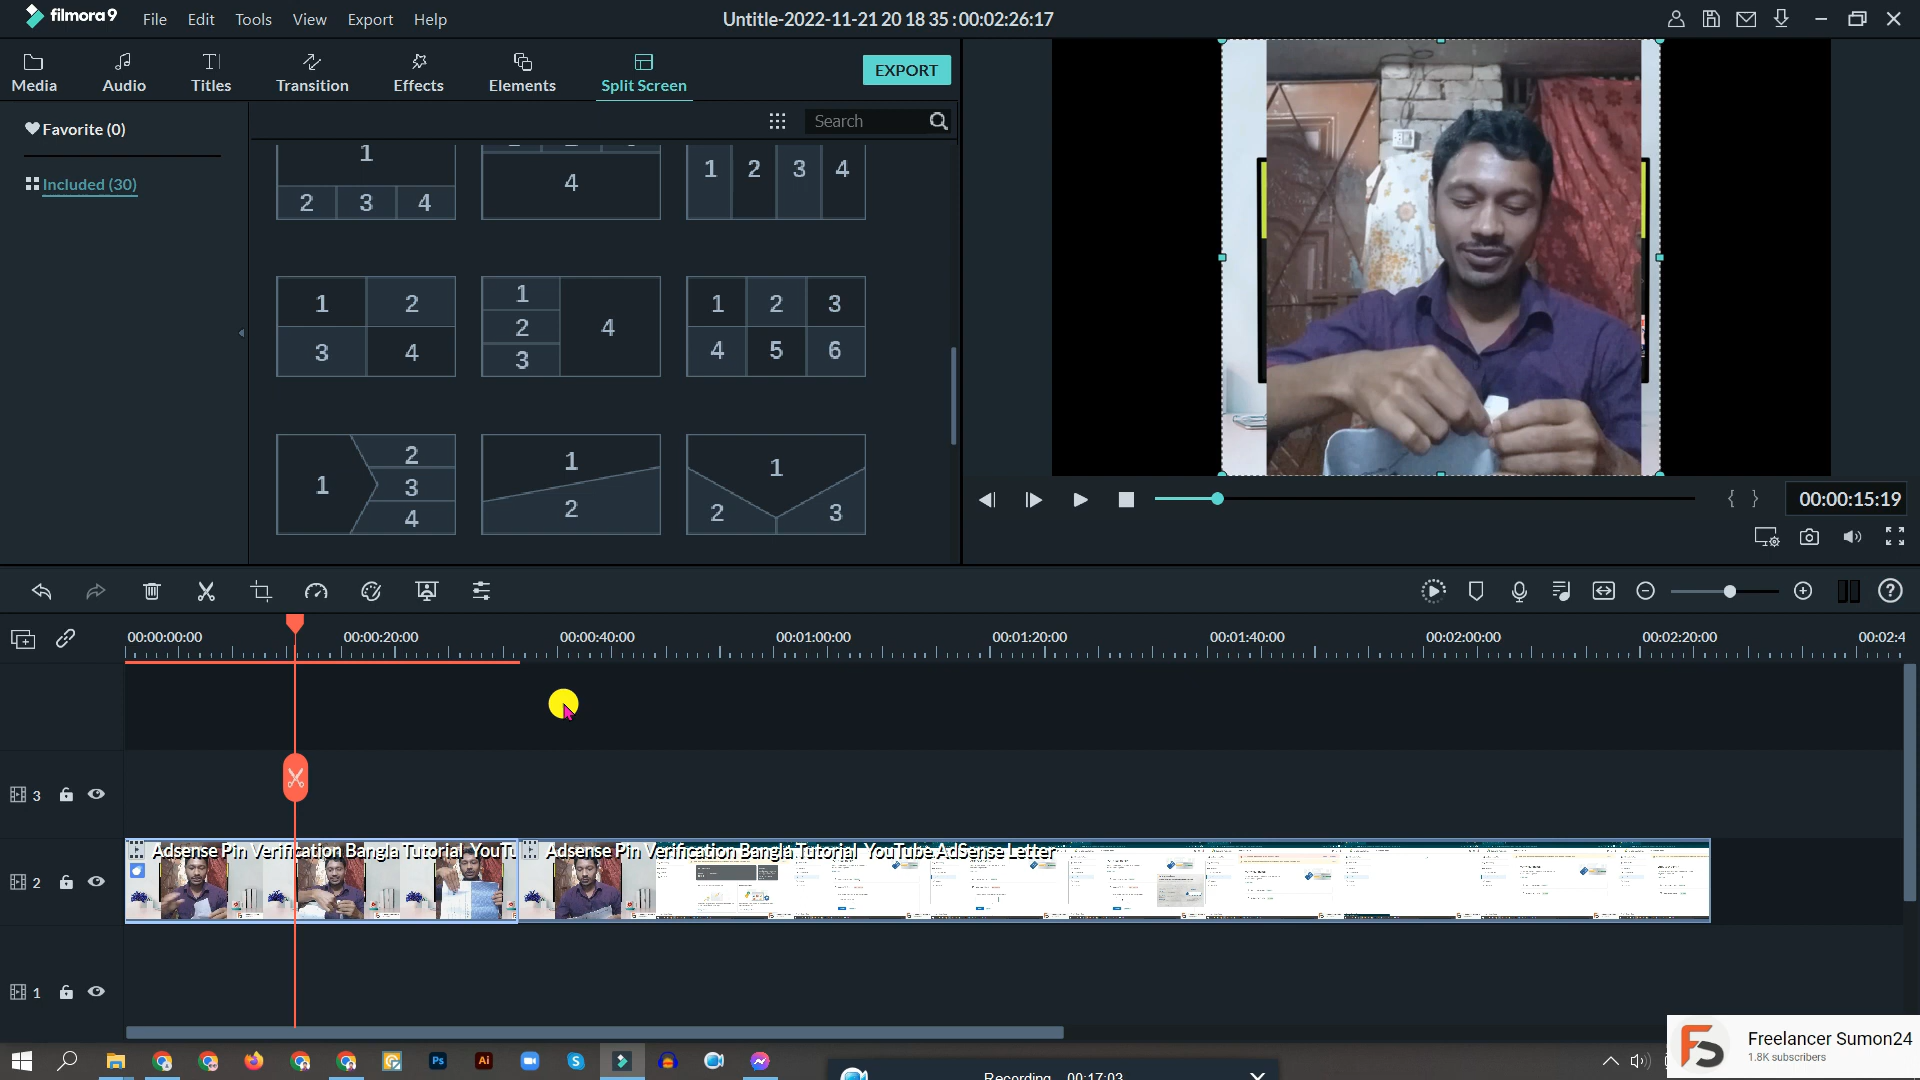 filmora9 File Edit Tools View Export Help Untitle-2022-11-21 20 18 35 : 00:02:26:17
Media Audio Titles Transition Effects Elements Split Screen EXPORT
Favorite (0)
Search
Included (30)
1
2 3 4
4
1 2 3 4
1 2
3 4
1
2
3
4
1 2 3
4 5 6
1
2
3
4
1
2
1
2 3
{ } 00:00:15:19
00:00:00:00 00:00:20:00 00:00:40:00 00:01:00:00 00:01:20:00 00:01:40:00 00:02:00:00 00:02:20:00 00:02:4
3
2
Adsense Pin Verification Bangla Tutorial YouTu
Adsense Pin Verification Bangla Tutorial YouTube AdSense Letter
1
Ps Ai
Recording 00:17:03
FS Freelancer Sumon24
1.8K subscribers